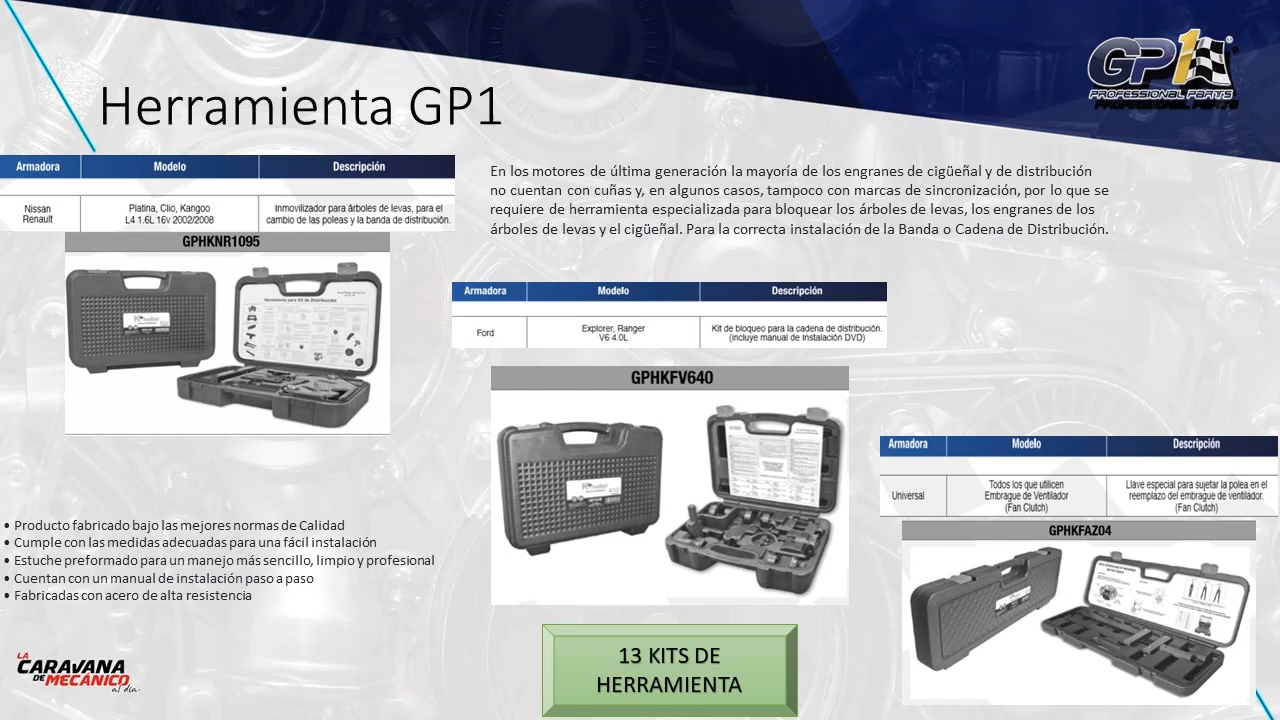 GP1®
PROFESSIONAL PARTS
Herramienta GP1
Armadora Modelo Descripción
Nissan
Renault
Platina, Clio, Kangoo
L4 1.6L 16v 2002/2008
Inmovilizador para árboles de levas, para el
cambio de las poleas y la banda de distribución.
GPHKNR1095
Herramienta para Kit de Distribución
En los motores de última generación la mayoría de los engranes de cigüeñal y de distribución
no cuentan con cuñas y, en algunos casos, tampoco con marcas de sincronización, por lo que se
requiere de herramienta especializada para bloquear los árboles de levas, los engranes de los
árboles de levas y el cigüeñal. Para la correcta instalación de la Banda o Cadena de Distribución.
Armadora Modelo Descripción
Ford
Explorer, Ranger
V6 4.0L
Kit de bloqueo para la cadena de distribución.
(incluye manual de Instalación DVD)
GPHKFV640
Armadora Modelo Descripción
Universal
Todos los que utilicen
Embrague de Ventilador
(Fan Clutch)
Llave especial para sujetar la polea en el
reemplazo del embrague de ventilador.
(Fan Clutch)
GPHKFAZ04
• Producto fabricado bajo las mejores normas de Calidad
• Cumple con las medidas adecuadas para una fácil instalación
• Estuche preformado para un manejo más sencillo, limpio y profesional
• Cuentan con un manual de instalación paso a paso
• Fabricadas con acero de alta resistencia
13 KITS DE
HERRAMIENTA
LA
CARAVANA
DE MECÁNICO
al día.